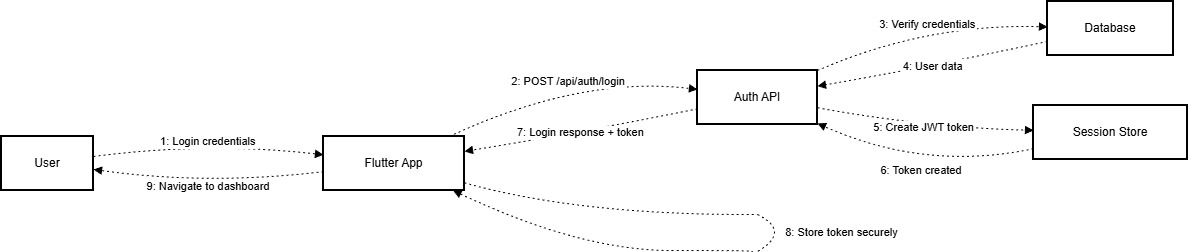 Database
3: Verify credentials
4: User data
2: POST /api/auth/login
Auth API
7: Login response + token
5: Create JWT token
Session Store
1: Login credentials
User
Flutter App
6: Token created
9: Navigate to dashboard
8: Store token securely